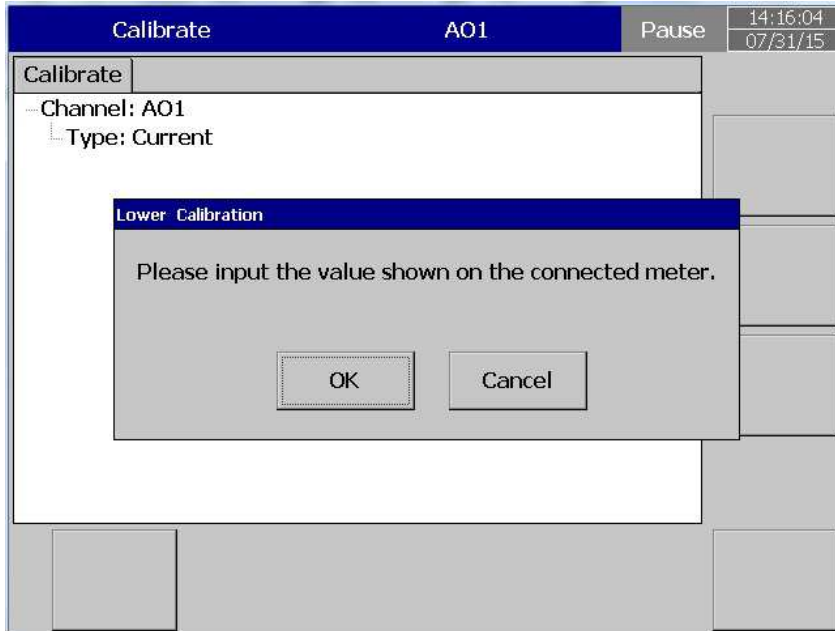 Calibrate AO1 Pause 14:16:04
07/31/15
Calibrate
Channel: AO1
Type: Current
Lower Calibration
Please input the value shown on the connected meter.
OK Cancel